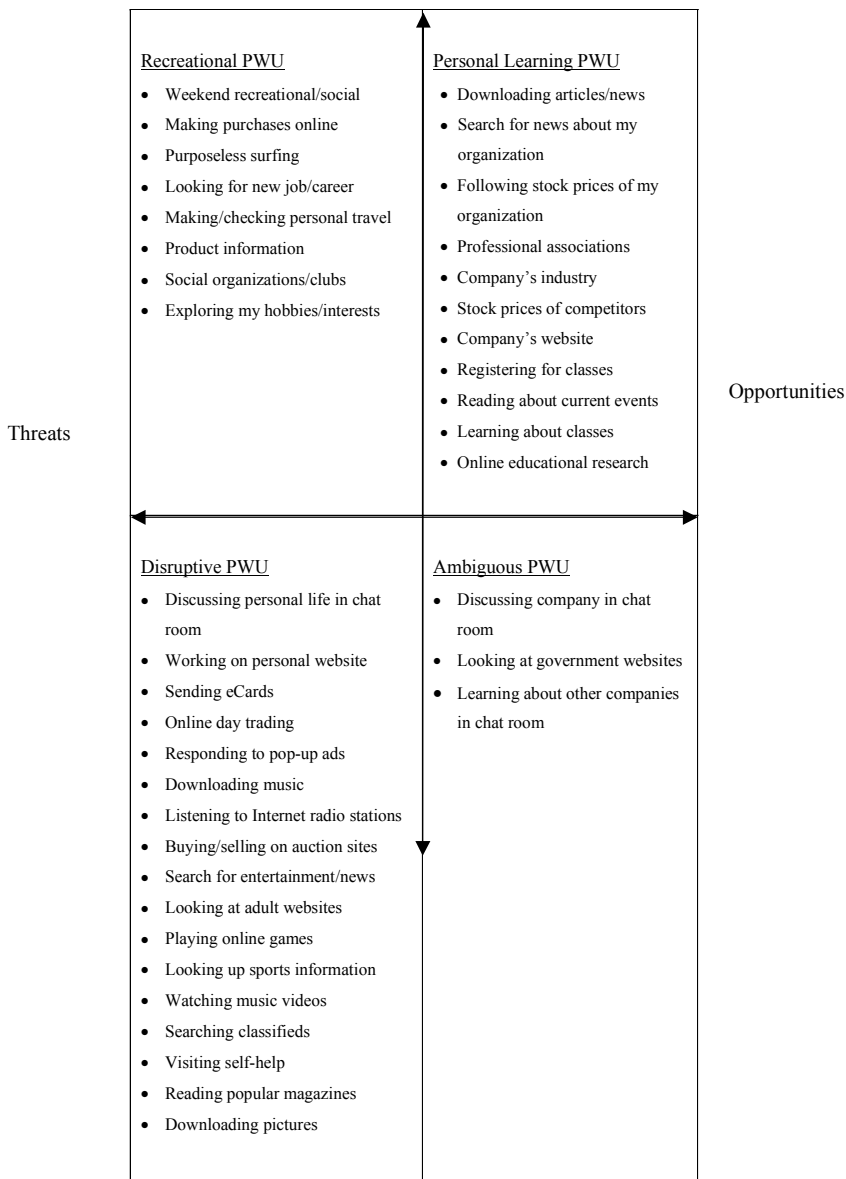 Threats
Recreational PWU
• Weekend recreational/social
• Making purchases online
• Purposeless surfing
• Looking for new job/career
• Making/checking personal travel
• Product information
• Social organizations/clubs
• Exploring my hobbies/interests
Personal Learning PWU
• Downloading articles/news
• Search for news about my
organization
• Following stock prices of my
organization
• Professional associations
• Company's industry
• Stock prices of competitors
• Company's website
• Registering for classes
• Reading about current events
• Learning about classes
• Online educational research
Opportunities
Disruptive PWU
• Discussing personal life in chat
room
• Working on personal website
• Sending eCards
• Online day trading
• Responding to pop-up ads
• Downloading music
• Listening to Internet radio stations
• Buying/selling on auction sites
• Search for entertainment/news
• Looking at adult websites
• Playing online games
• Looking up sports information
• Watching music videos
• Searching classifieds
• Visiting self-help
• Reading popular magazines
• Downloading pictures
Ambiguous PWU
• Discussing company in chat
room
• Looking at government websites
• Learning about other companies
in chat room